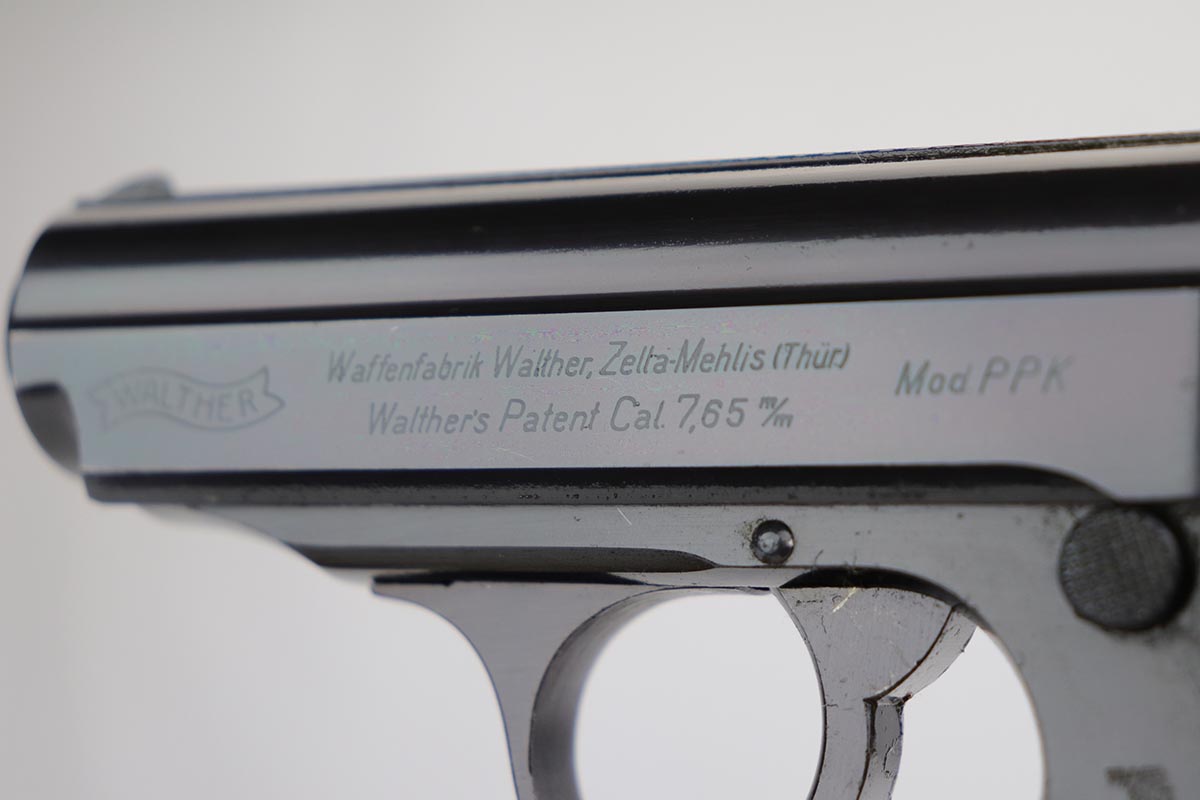 WALTHER
Waffenfabrik Walther, Zella-Mehlis (Thür)
Walther's Patent Cal. 7,65 m/m
Mod. PPK